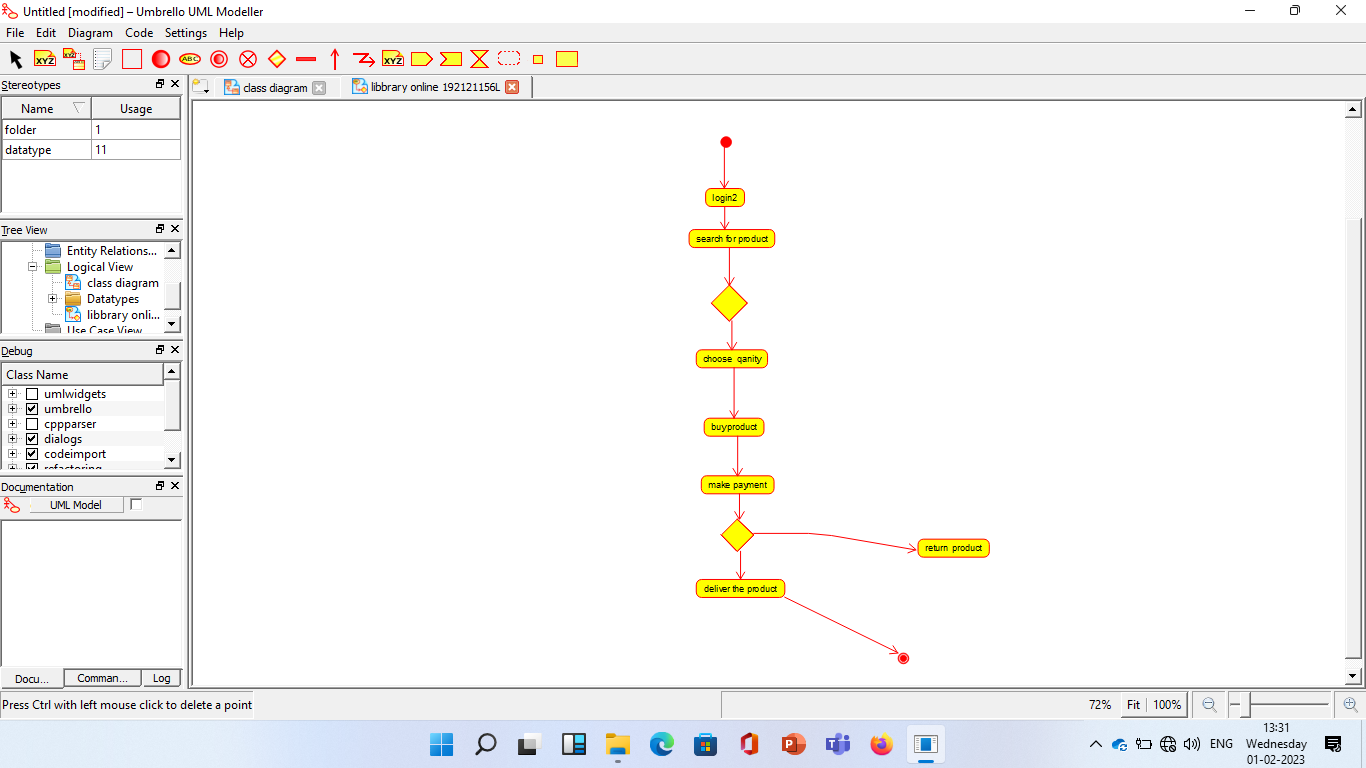 Untitled [modified] – Umbrello UML Modeller
File Edit Diagram Code Settings Help
XYZ XYZ ABC XYZ
Stereotypes
Name Usage
folder 1
datatype 11
Tree View
Entity Relations...
Logical View
class diagram
Datatypes
libbrary onli...
Use Case View
Debug
Class Name
umlwidgets
umbrello
cppparser
dialogs
codeimport
refactoring
Documentation
UML Model
Docu... Comman... Log
class diagram libbrary online 192121156L
login2
search for product
choose qanity
buyproduct
make payment
return product
deliver the product
Press Ctrl with left mouse click to delete a point
72% Fit 100%
ENG
13:31
Wednesday
01-02-2023